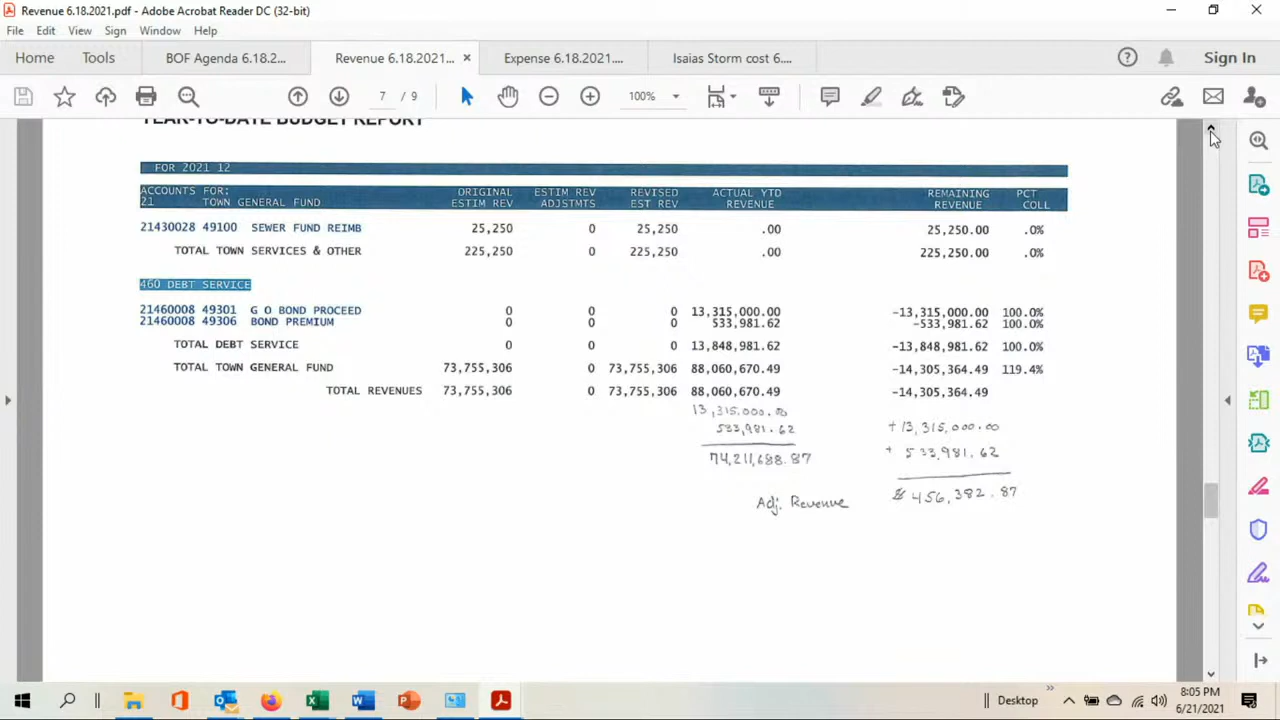 Revenue 6.18.2021.pdf - Adobe Acrobat Reader DC (32-bit)
File Edit View Sign Window Help
Home Tools BOF Agenda 6.18.2... Revenue 6.18.2021... × Expense 6.18.2021.... Isaias Storm cost 6.... Sign In
7 / 9 100%
YEAR-TO-DATE BUDGET REPORT
FOR 2021 12
ACCOUNTS FOR: ORIGINAL ESTIM REV REVISED ACTUAL YTD REMAINING PCT
21 TOWN GENERAL FUND ESTIM REV ADJSTMTS EST REV REVENUE REVENUE COLL
21430028 49100 SEWER FUND REIMB 25,250 0 25,250 .00 25,250.00 .0%
TOTAL TOWN SERVICES & OTHER 225,250 0 225,250 .00 225,250.00 .0%
460 DEBT SERVICE
21460008 49301 G O BOND PROCEED 0 0 0 13,315,000.00 -13,315,000.00 100.0%
21460008 49306 BOND PREMIUM 0 0 0 533,981.62 -533,981.62 100.0%
TOTAL DEBT SERVICE 0 0 0 13,848,981.62 -13,848,981.62 100.0%
TOTAL TOWN GENERAL FUND 73,755,306 0 73,755,306 88,060,670.49 -14,305,364.49 119.4%
TOTAL REVENUES 73,755,306 0 73,755,306 88,060,670.49 -14,305,364.49
13,315,000.00 + 13,315,000.00
533,981.62 + 533,981.62
74,211,688.87 $ 456,382.87
Adj. Revenue
Desktop 8:05 PM
6/21/2021